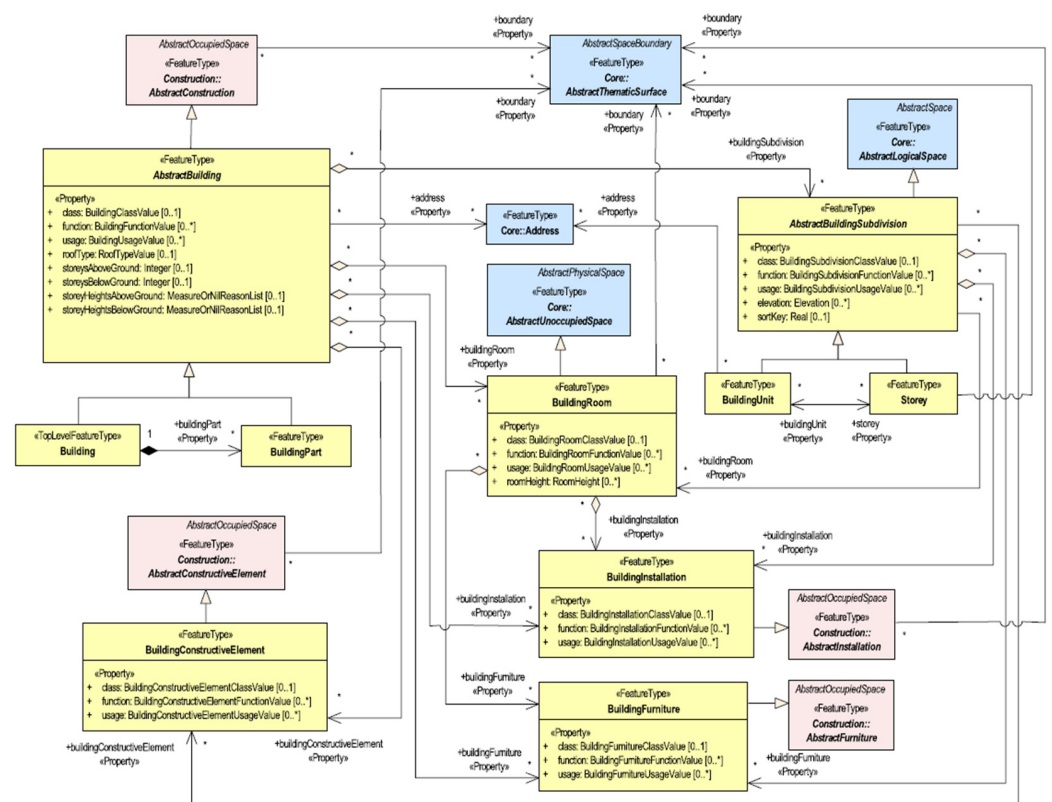 +boundary
«Property»
*
AbstractOccupiedSpace
«FeatureType»
Construction::
AbstractConstruction
*
AbstractSpaceBoundary
«FeatureType»
Core::
AbstractThematicSurface
+boundary
«Property»
*
*
+boundary
«Property»
*
+boundary
«Property»
*
+boundary
«Property»
*
AbstractSpace
«FeatureType»
Core::
AbstractLogicalSpace
«FeatureType»
AbstractBuilding
«Property»
+ class: BuildingClassValue [0..1]
+ function: BuildingFunctionValue [0..*]
+ usage: BuildingUsageValue [0..*]
+ roofType: RoofTypeValue [0..1]
+ storeysAboveGround: Integer [0..1]
+ storeysBelowGround: Integer [0..1]
+ storeyHeightsAboveGround: MeasureOrNilReasonList [0..1]
+ storeyHeightsBelowGround: MeasureOrNilReasonList [0..1]
*
+buildingSubdivision
«Property»
*
*
+address
«Property»
*
«FeatureType»
Core::Address
+address
«Property»
*
*
*
*
*
«FeatureType»
AbstractBuildingSubdivision
«Property»
+ class: BuildingSubdivisionClassValue [0..1]
+ function: BuildingSubdivisionFunctionValue [0..*]
+ usage: BuildingSubdivisionUsageValue [0..*]
+ elevation: Elevation [0..*]
+ sortKey: Real [0..1]
*
*
*
*
AbstractPhysicalSpace
«FeatureType»
Core::
AbstractUnoccupiedSpace
+buildingRoom
«Property»
*
*
«FeatureType»
BuildingRoom
«Property»
+ class: BuildingRoomClassValue [0..1]
+ function: BuildingRoomFunctionValue [0..*]
+ usage: BuildingRoomUsageValue [0..*]
+ roomHeight: RoomHeight [0..*]
*
*
*
«FeatureType»
BuildingUnit
*
*
«FeatureType»
Storey
*
+buildingUnit
«Property»
+storey
«Property»
+buildingRoom
«Property»
*
«TopLevelFeatureType»
Building
1
+buildingPart
«Property»
*
«FeatureType»
BuildingPart
+buildingInstallation
«Property»
*
+buildingInstallation
«Property»
*
AbstractOccupiedSpace
«FeatureType»
Construction::
AbstractConstructiveElement
*
«FeatureType»
BuildingInstallation
«Property»
+ class: BuildingInstallationClassValue [0..1]
+ function: BuildingInstallationFunctionValue [0..*]
+ usage: BuildingInstallationUsageValue [0..*]
+buildingInstallation
«Property»
*
AbstractOccupiedSpace
«FeatureType»
Construction::
AbstractInstallation
*
«FeatureType»
BuildingConstructiveElement
«Property»
+ class: BuildingConstructiveElementClassValue [0..1]
+ function: BuildingConstructiveElementFunctionValue [0..*]
+ usage: BuildingConstructiveElementUsageValue [0..*]
*
+buildingConstructiveElement
«Property»
*
+buildingConstructiveElement
«Property»
+buildingFurniture
«Property»
*
«FeatureType»
BuildingFurniture
«Property»
+ class: BuildingFurnitureClassValue [0..1]
+ function: BuildingFurnitureFunctionValue [0..*]
+ usage: BuildingFurnitureUsageValue [0..*]
+buildingFurniture
«Property»
*
AbstractOccupiedSpace
«FeatureType»
Construction::
AbstractFurniture
*
+buildingFurniture
«Property»